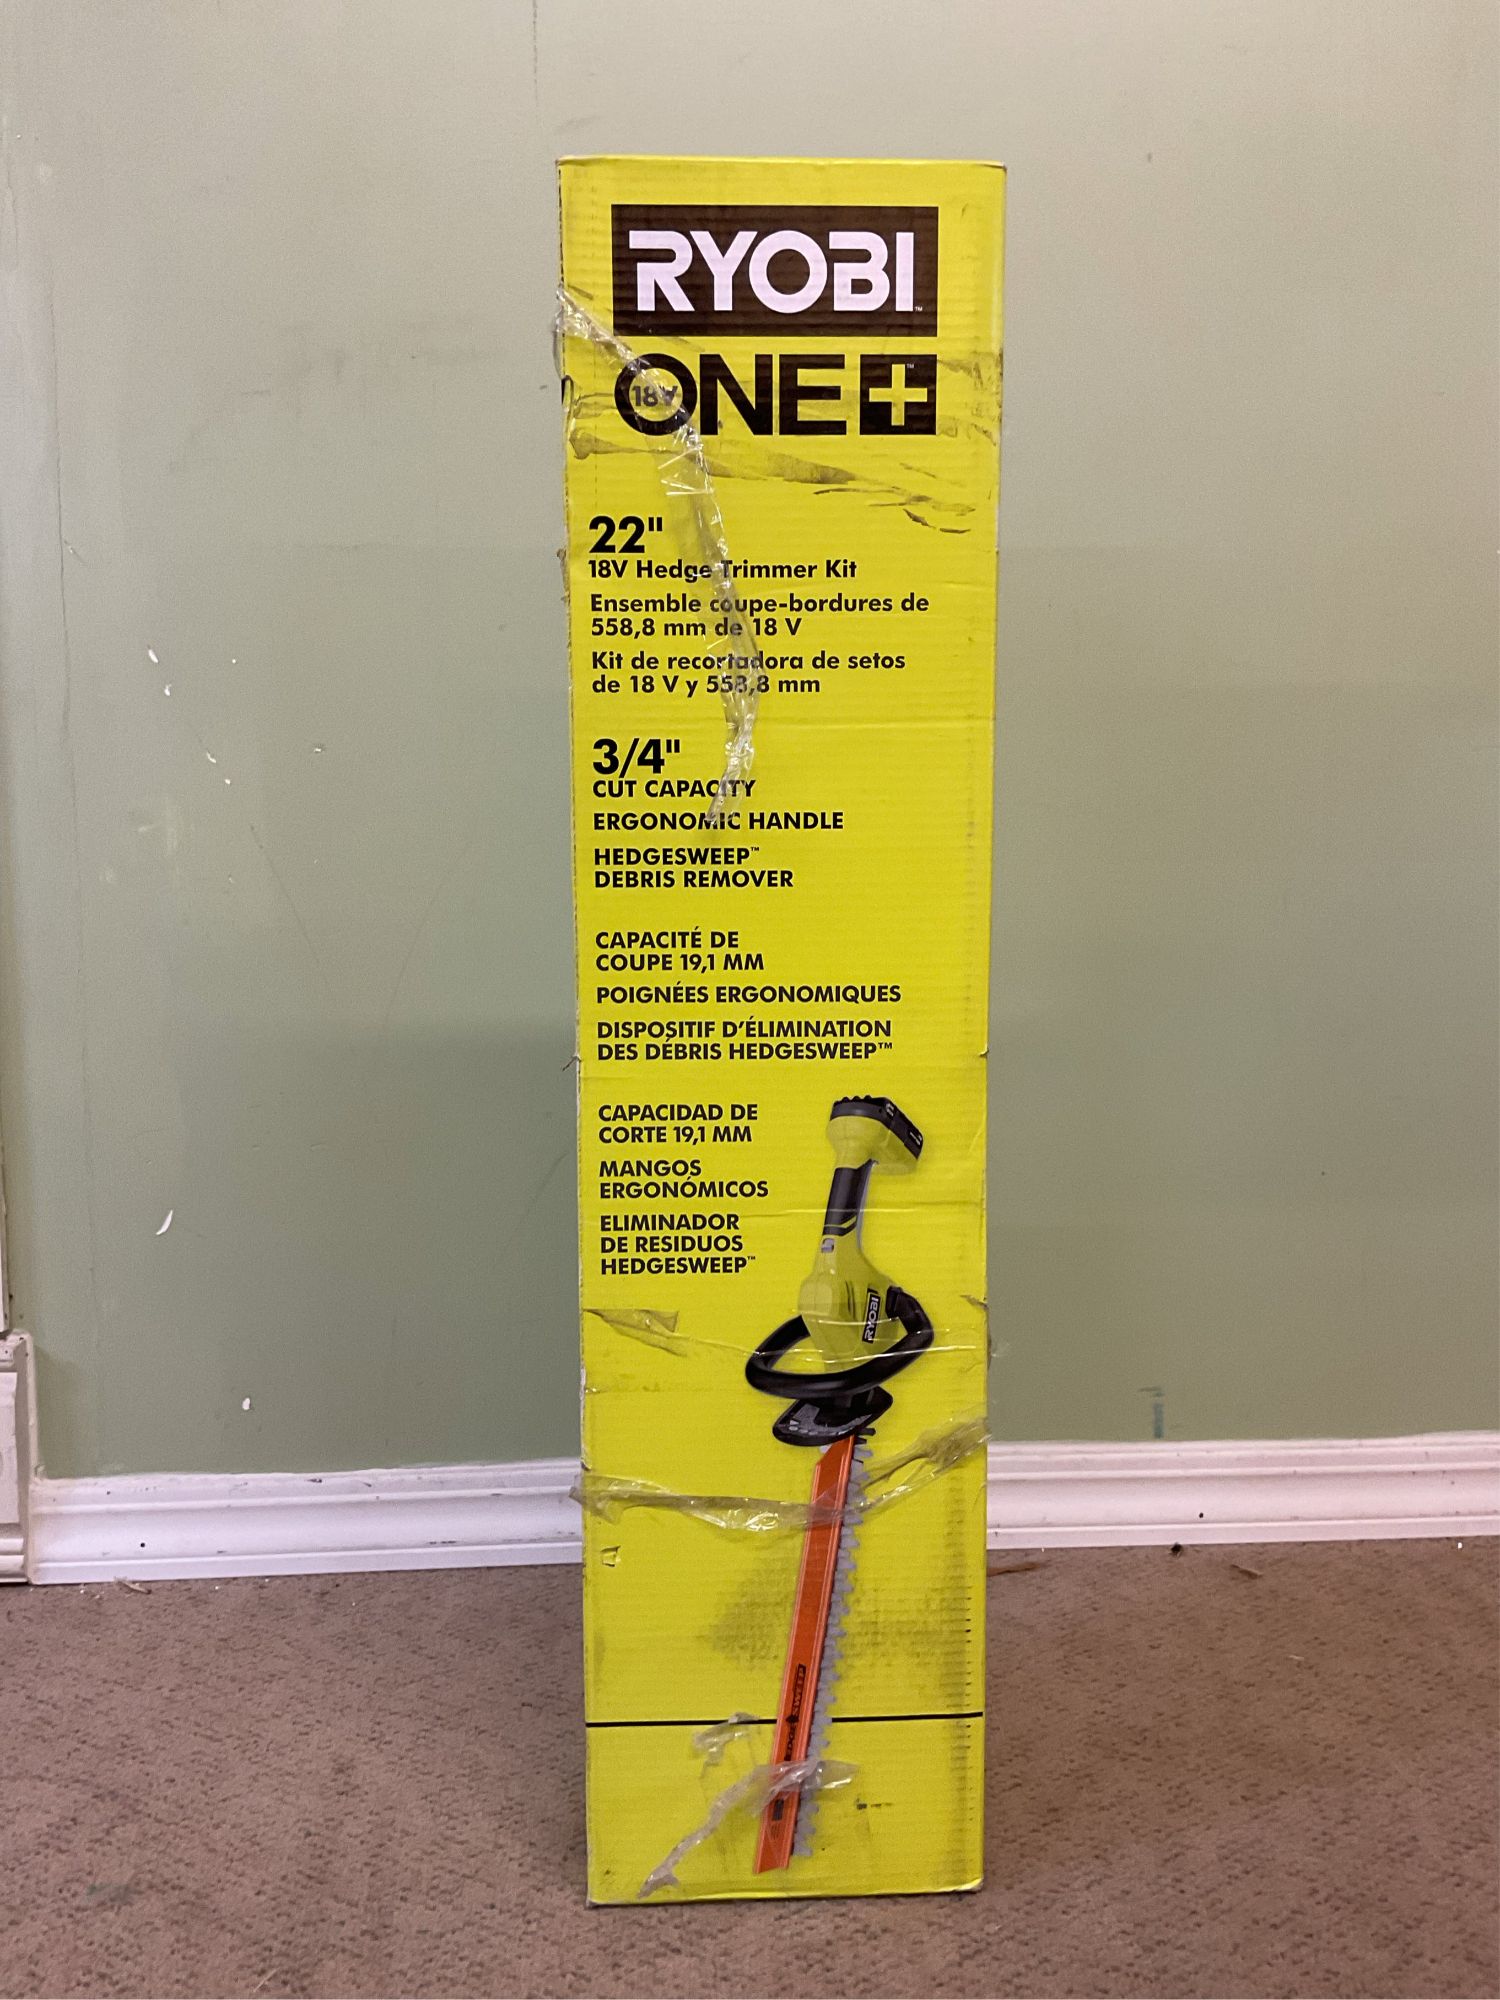 RYOBI™
18V ONE+™
22"
18V Hedge Trimmer Kit
Ensemble coupe-bordures de
558,8 mm de 18 V
Kit de recortadora de setos
de 18 V y 558,8 mm
3/4"
CUT CAPACITY
ERGONOMIC HANDLE
HEDGESWEEP™
DEBRIS REMOVER
CAPACITÉ DE
COUPE 19,1 MM
POIGNÉES ERGONOMIQUES
DISPOSITIF D'ÉLIMINATION
DES DÉBRIS HEDGESWEEP™
CAPACIDAD DE
CORTE 19,1 MM
MANGOS
ERGONÓMICOS
ELIMINADOR
DE RESIDUOS
HEDGESWEEP™
RYOBI